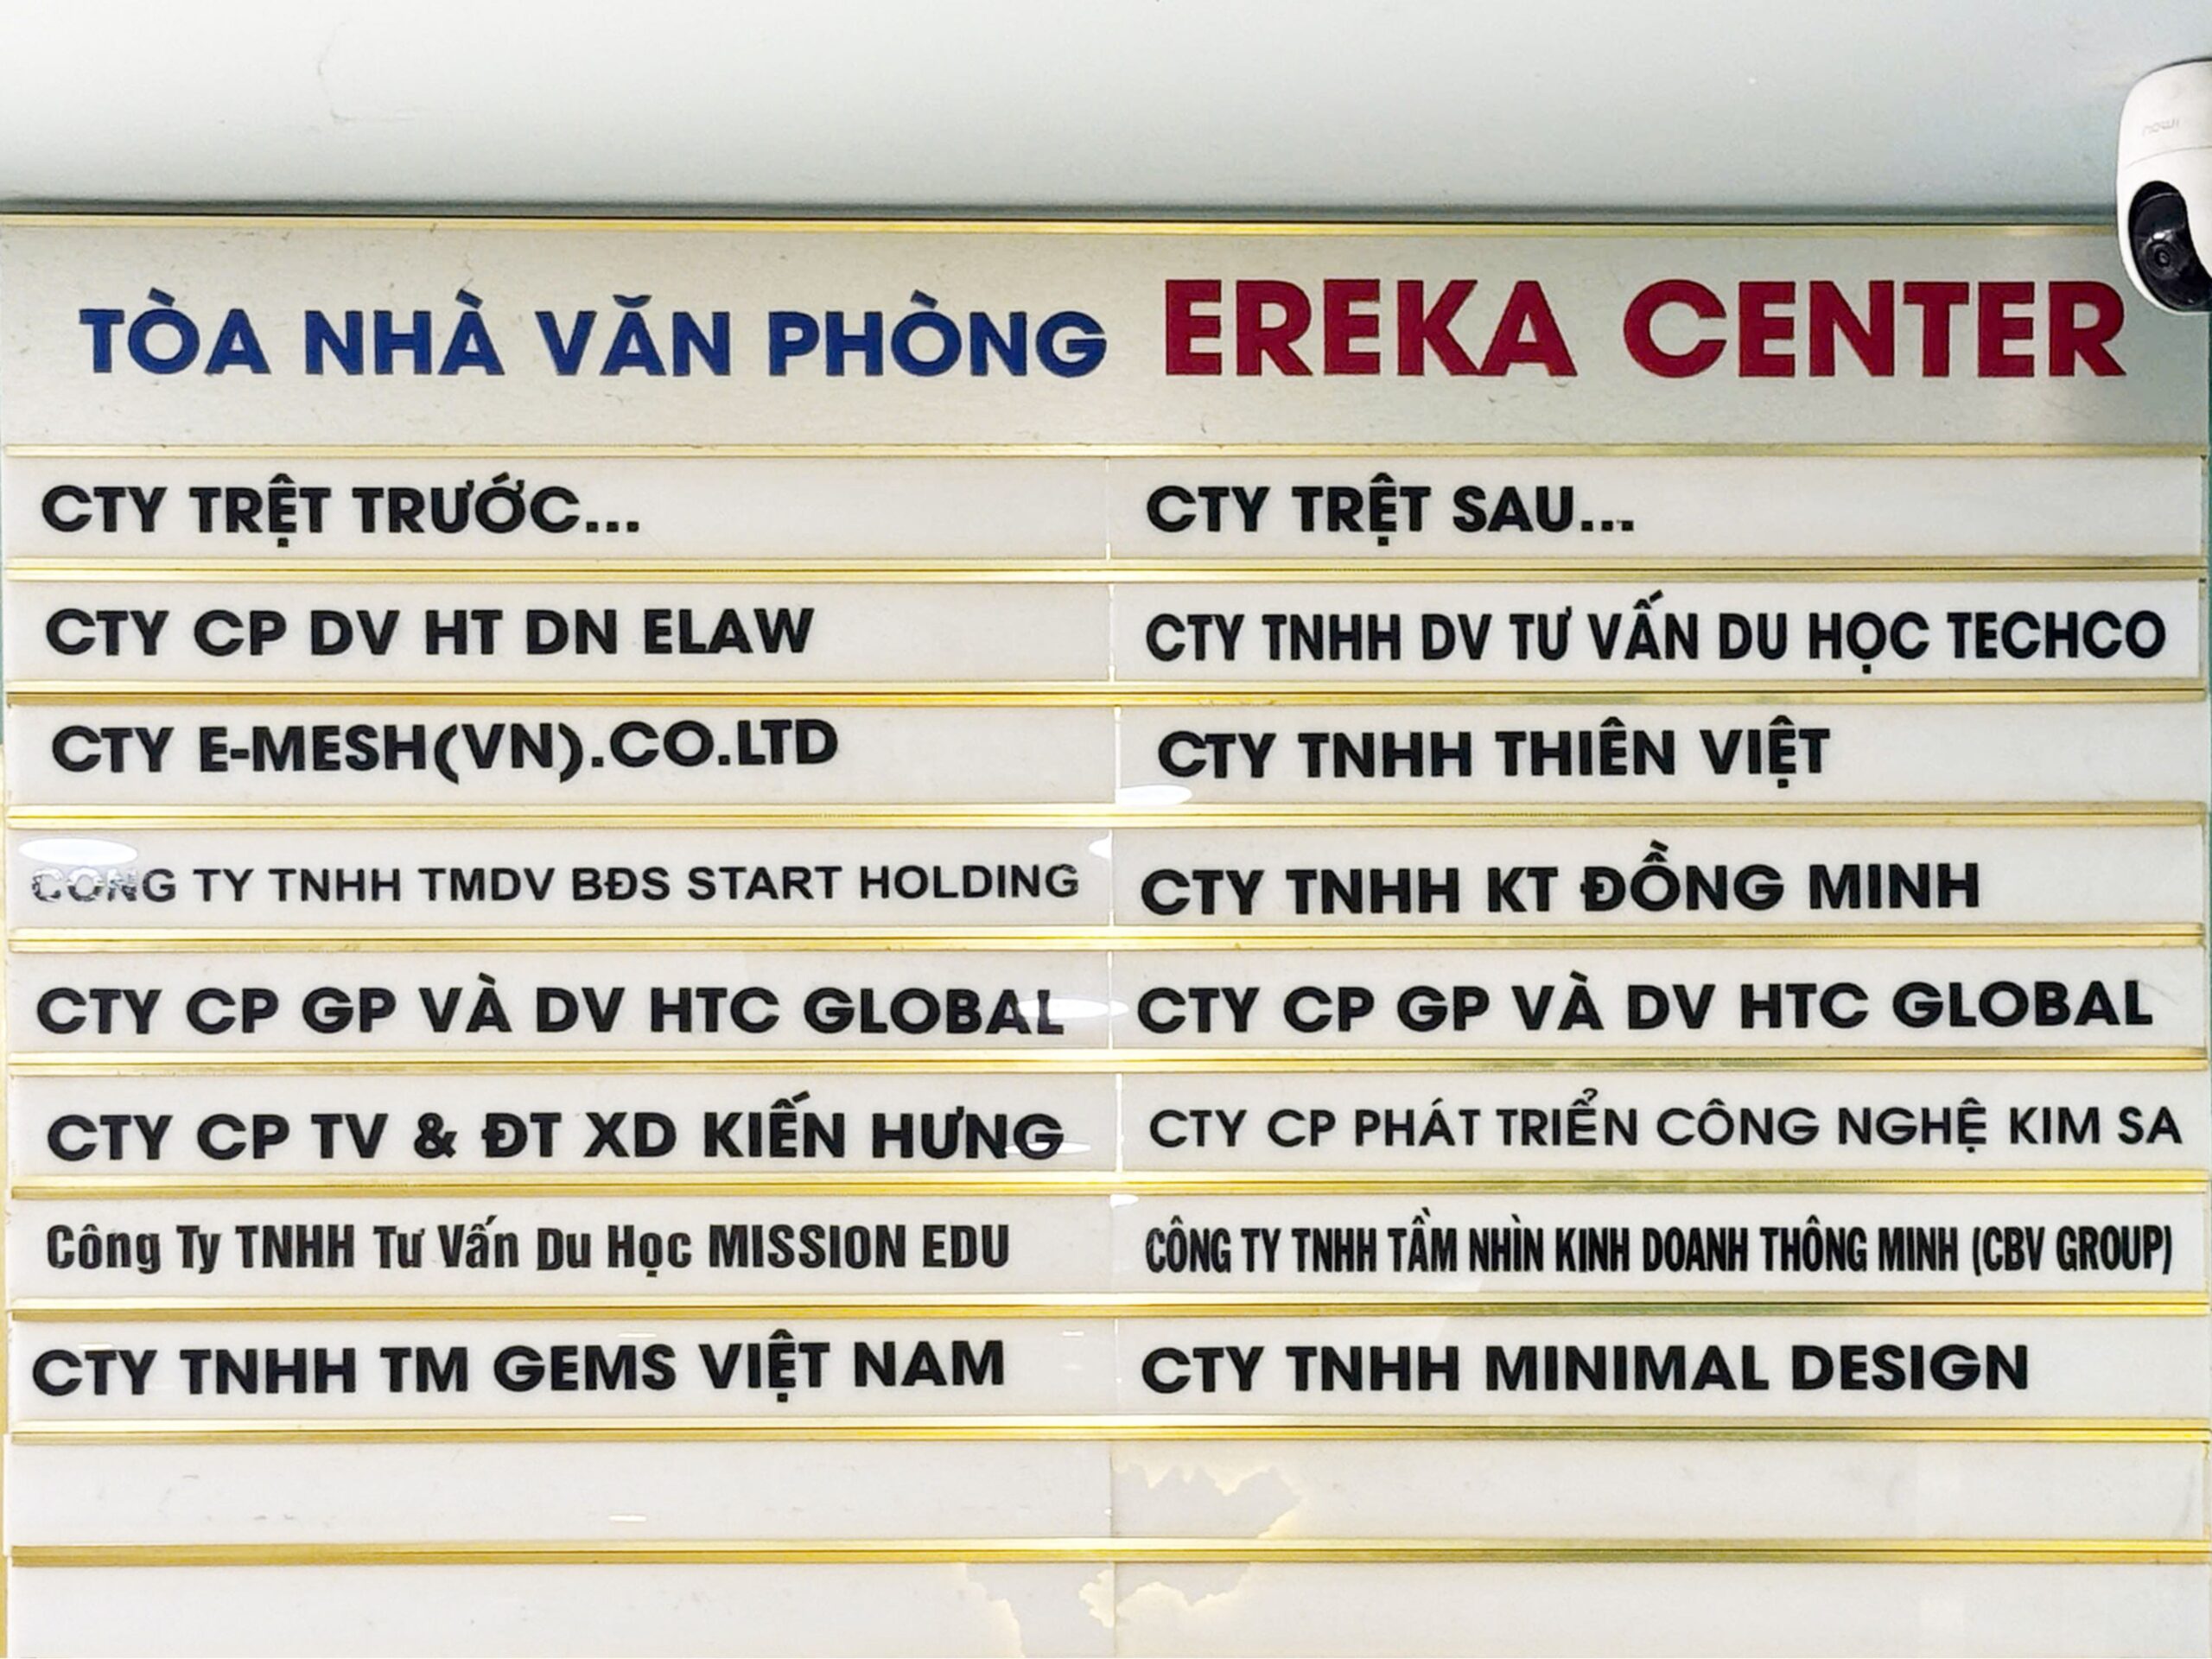 imou
TÒA NHÀ VĂN PHÒNG EREKA CENTER
CTY TRỆT TRƯỚC...
CTY TRỆT SAU...
CTY CP DV HT DN ELAW
CTY TNHH DV TƯ VẤN DU HỌC TECHCO
CTY E-MESH(VN).CO.LTD
CTY TNHH THIÊN VIỆT
CÔNG TY TNHH TMDV BĐS START HOLDING
CTY TNHH KT ĐỒNG MINH
CTY CP GP VÀ DV HTC GLOBAL
CTY CP GP VÀ DV HTC GLOBAL
CTY CP TV & ĐT XD KIẾN HƯNG
CTY CP PHÁT TRIỂN CÔNG NGHỆ KIM SA
Công Ty TNHH Tư Vấn Du Học MISSION EDU
CÔNG TY TNHH TẦM NHÌN KINH DOANH THÔNG MINH (CBV GROUP)
CTY TNHH TM GEMS VIỆT NAM
CTY TNHH MINIMAL DESIGN